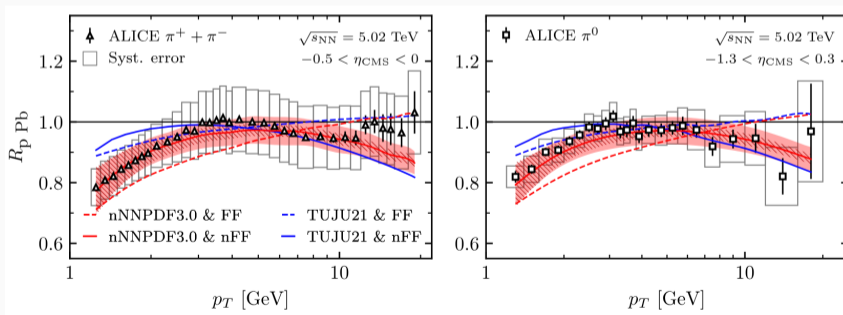 ALICE π⁺ + π⁻
Syst. error
√sNN = 5.02 TeV
−0.5 < ηCMS < 0
nNNPDF3.0 & FF
nNNPDF3.0 & nFF
TUJU21 & FF
TUJU21 & nFF
Rp Pb
1.2
1.0
0.8
0.6
1
10
pT [GeV]
ALICE π⁰
√sNN = 5.02 TeV
−1.3 < ηCMS < 0.3
1.2
1.0
0.8
0.6
1
10
pT [GeV]